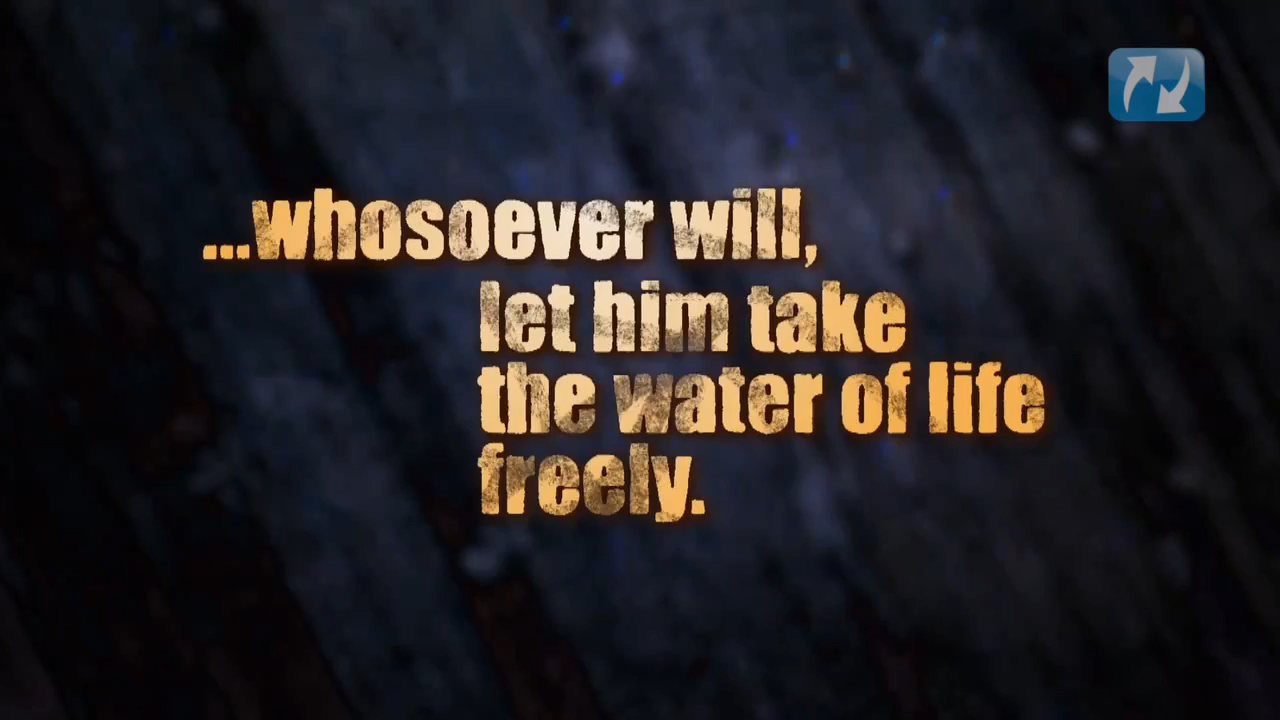 ...whosoever will,
let him take
the water of life
freely.